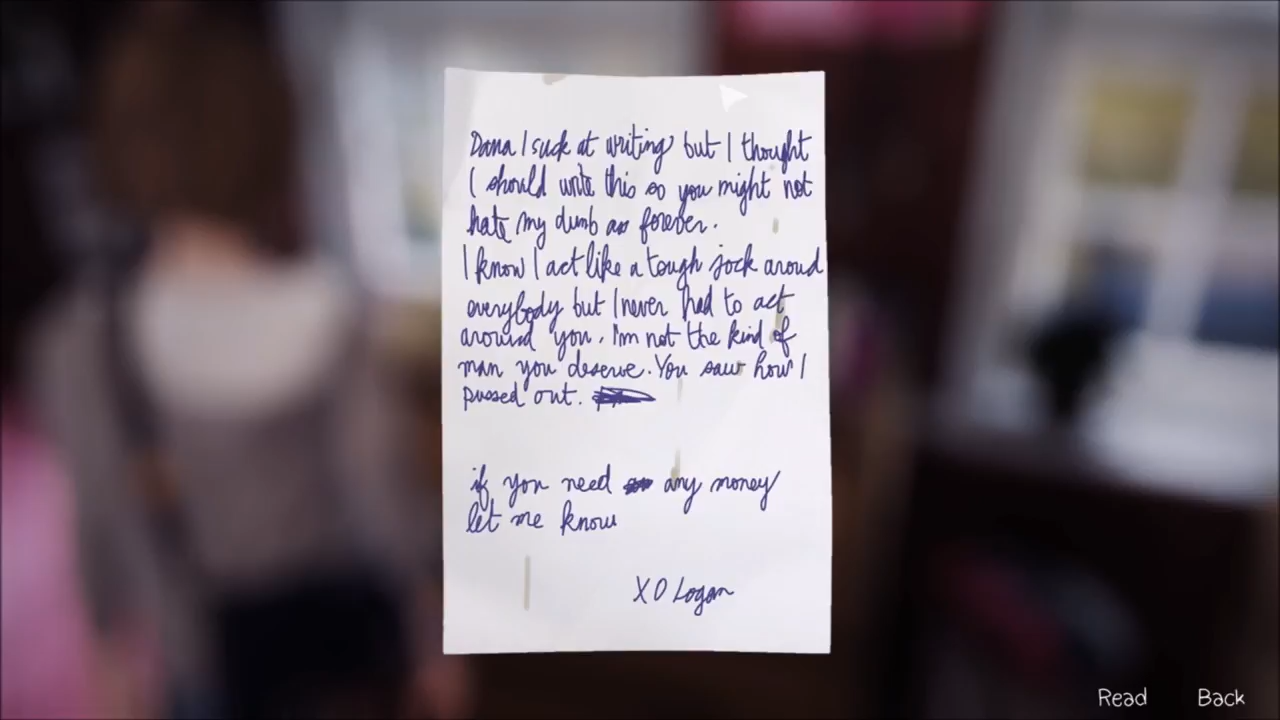 Dana I suck at writing but I thought
I should write this so you might not
hate my dumb ass forever.
I know I act like a tough jock aroud
everybody but I never had to act
around you. I'm not the kind of
man you deserve. You saw how I
pussed out.
if you need any money
let me know
XO Logan
Read Back